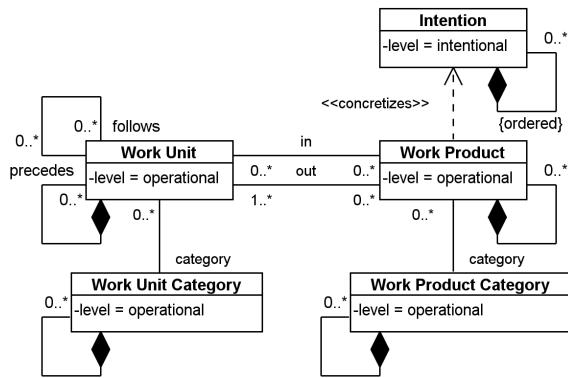 Intention
-level = intentional
0..*
{ordered}
<<concretizes>>
0..*
0..*
follows
precedes
Work Unit
-level = operational
0..*
in
0..*
0..*
out
1..*
0..*
Work Product
-level = operational
0..*
0..*
category
0..*
category
Work Unit Category
-level = operational
0..*
Work Product Category
-level = operational
0..*